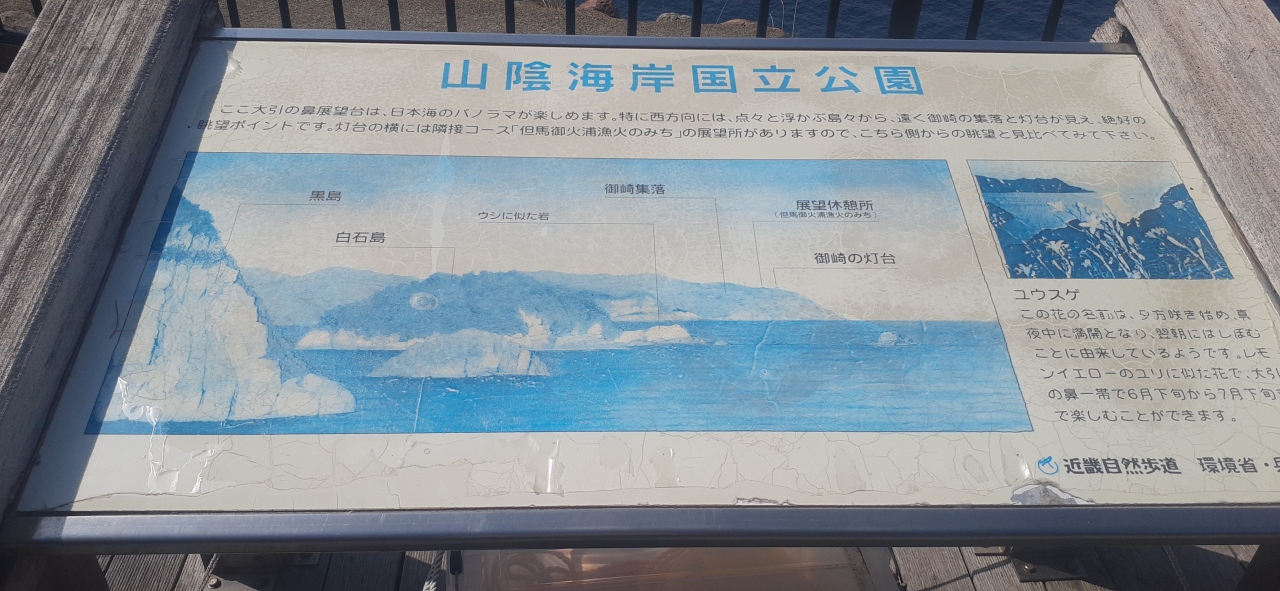 山陰海岸国立公園
ここ大引の鼻展望台は、日本海のパノラマが楽しめます。特に西方向には、点々と浮かぶ島々から、遠く御崎の集落と灯台が見え、絶好の
眺望ポイントです。灯台の横には隣接コース「但馬御火浦漁火のみち」の展望所がありますので、こちら側からの眺望と見比べてみて下さい。
黒島
御崎集落
ウシに似た岩
展望休憩所
（但馬御火浦漁火のみち）
白石島
御崎の灯台
ユウスゲ
この花の名前は、夕方咲き始め、真
夜中に満開となり、翌朝にはしぼむ
ことに由来しているようです。レモ
ンイエローのユリに似た花で、大引
の鼻一帯で6月下旬から7月下旬
で楽しむことができます。
近畿自然歩道 環境省・兵